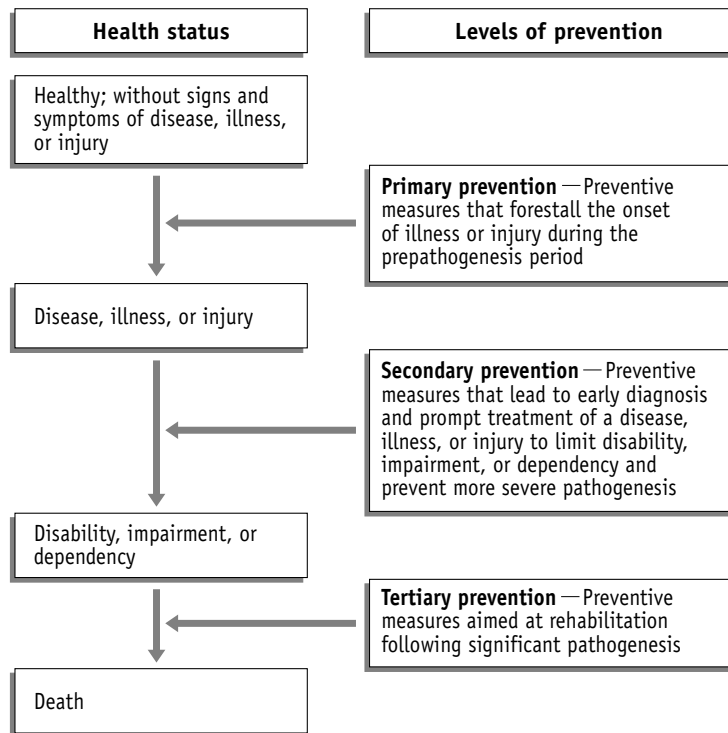 Health status
Levels of prevention
Healthy; without signs and
symptoms of disease, illness,
or injury
Primary prevention — Preventive
measures that forestall the onset
of illness or injury during the
prepathogenesis period
Disease, illness, or injury
Secondary prevention — Preventive
measures that lead to early diagnosis
and prompt treatment of a disease,
illness, or injury to limit disability,
impairment, or dependency and
prevent more severe pathogenesis
Disability, impairment, or
dependency
Tertiary prevention — Preventive
measures aimed at rehabilitation
following significant pathogenesis
Death